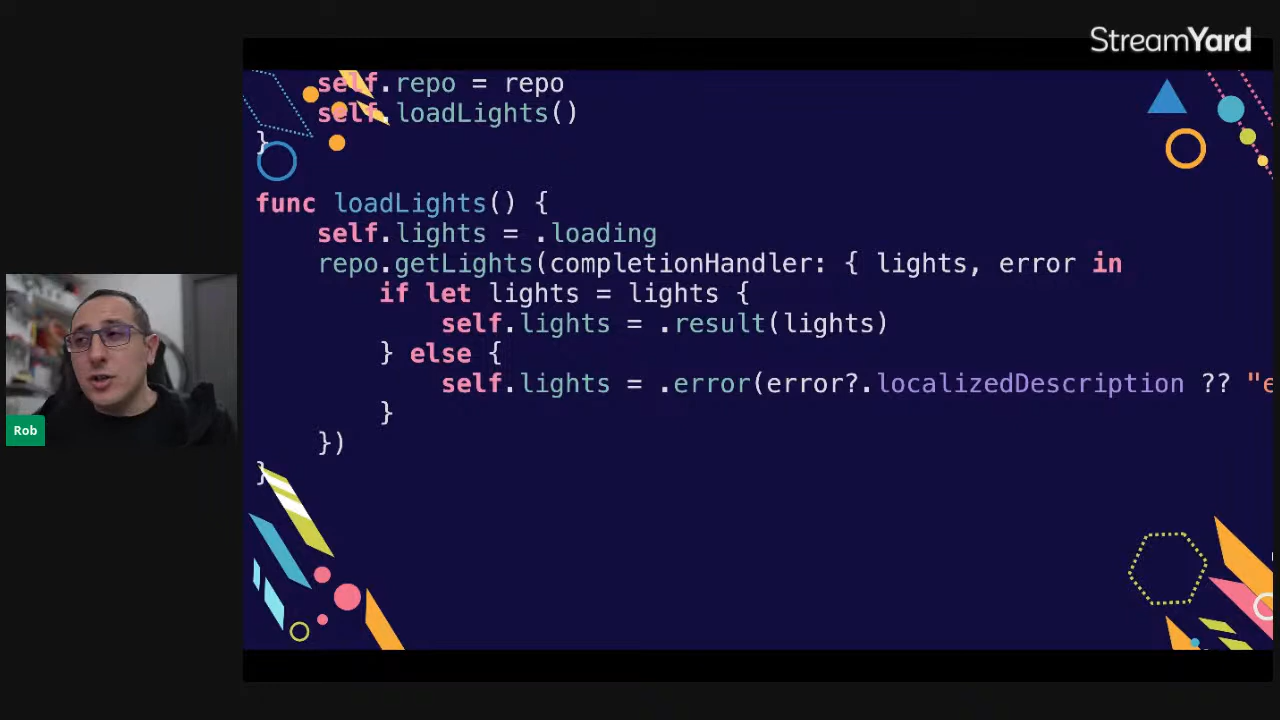 StreamYard
self.repo = repo
self.loadLights()
}
func loadLights() {
self.lights = .loading
repo.getLights(completionHandler: { lights, error in
if let lights = lights {
self.lights = .result(lights)
} else {
self.lights = .error(error?.localizedDescription ?? "e
}
})
}
Rob